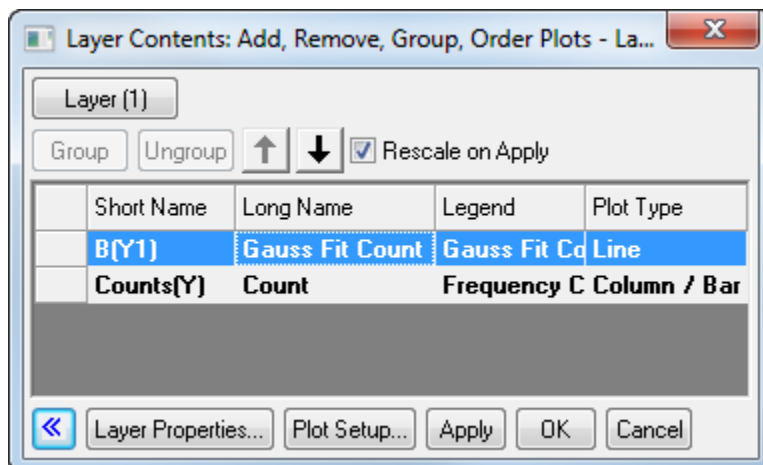 Layer Contents: Add, Remove, Group, Order Plots - La...
Layer (1)
Group Ungroup Rescale on Apply
Short Name Long Name Legend Plot Type
B(Y1) Gauss Fit Count Gauss Fit Co Line
Counts(Y) Count Frequency C Column / Bar
Layer Properties... Plot Setup... Apply OK Cancel